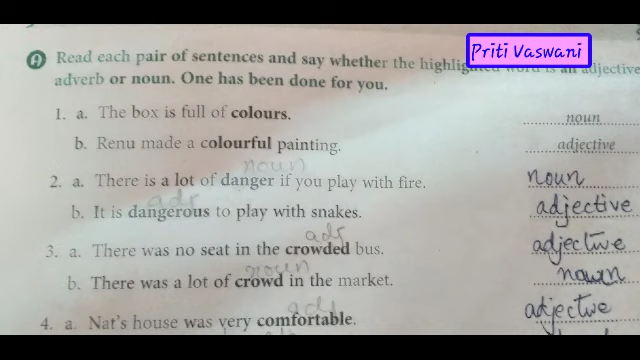 Priti Vaswani
A Read each pair of sentences and say whether the highlighted word is an adjective
adverb or noun. One has been done for you.
1. a. The box is full of colours. noun
b. Renu made a colourful painting. adjective
noun
2. a. There is a lot of danger if you play with fire. noun
adj
b. It is dangerous to play with snakes. adjective
adj
3. a. There was no seat in the crowded bus. adjective
noun
b. There was a lot of crowd in the market. noun
adj
4. a. Nat's house was very comfortable. adjective